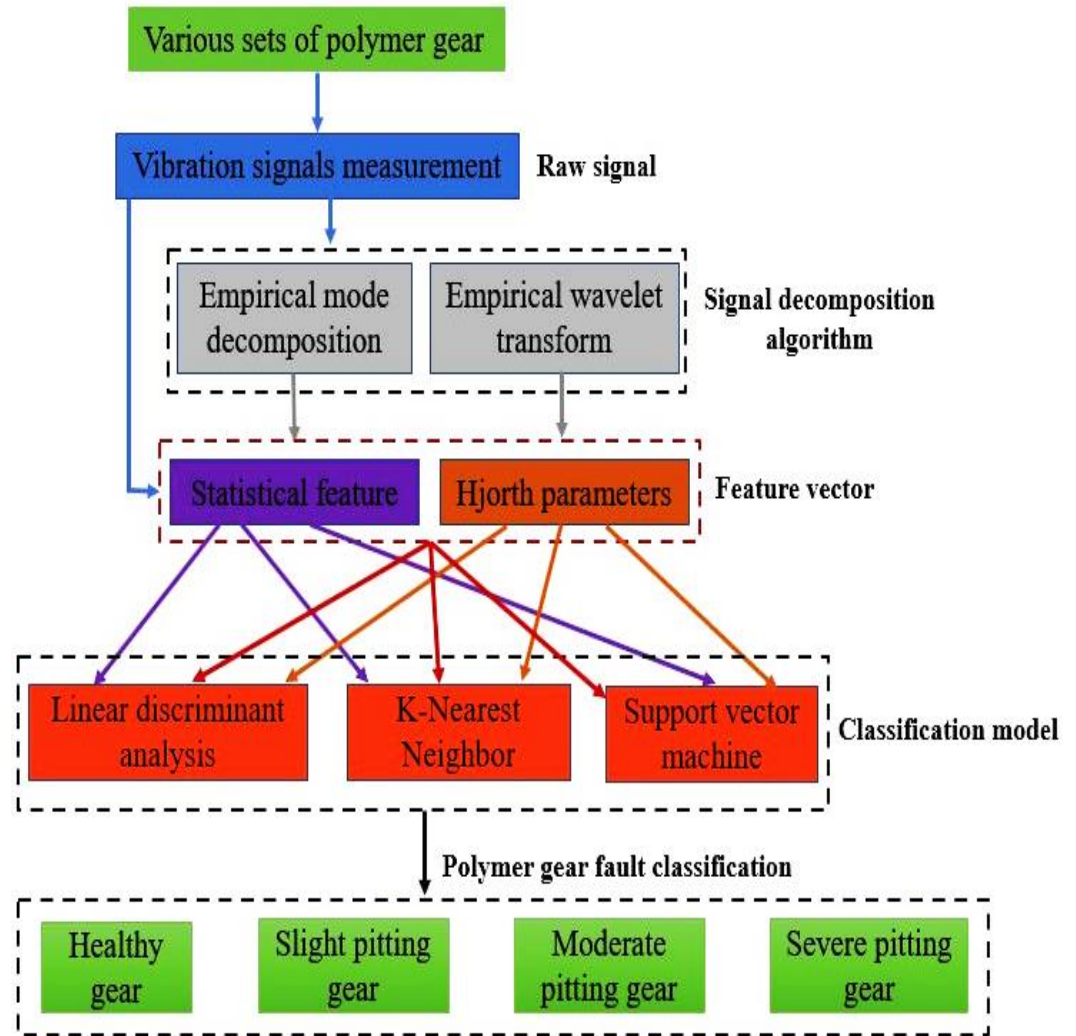 Various sets of polymer gear
Vibration signals measurement
Raw signal
Empirical mode
decomposition
Empirical wavelet
transform
Signal decomposition
algorithm
Statistical feature
Hjorth parameters
Feature vector
Linear discriminant
analysis
K-Nearest
Neighbor
Support vector
machine
Classification model
Polymer gear fault classification
Healthy
gear
Slight pitting
gear
Moderate
pitting gear
Severe pitting
gear